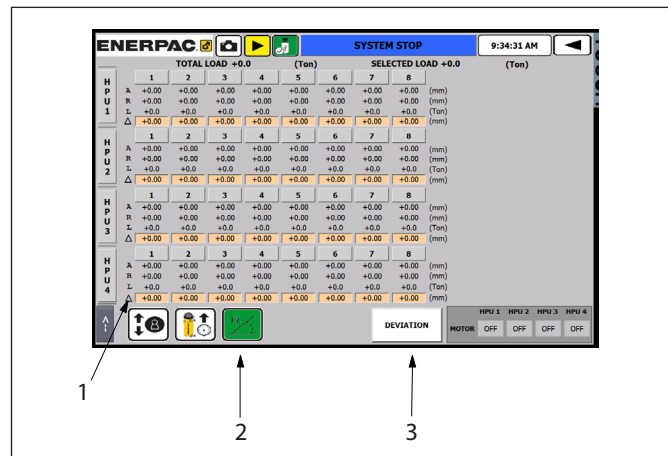 ENERPAC. SYSTEM STOP 9:34:31 AM
TOTAL LOAD +0.0 (Ton) SELECTED LOAD +0.0 (Ton)
HPU 1
1 2 3 4 5 6 7 8
A +0.00 +0.00 +0.00 +0.00 +0.00 +0.00 +0.00 +0.00 (mm)
R +0.00 +0.00 +0.00 +0.00 +0.00 +0.00 +0.00 +0.00 (mm)
L +0.0 +0.0 +0.0 +0.0 +0.0 +0.0 +0.0 +0.0 (Ton)
Δ +0.00 +0.00 +0.00 +0.00 +0.00 +0.00 +0.00 +0.00 (mm)
HPU 2
1 2 3 4 5 6 7 8
A +0.00 +0.00 +0.00 +0.00 +0.00 +0.00 +0.00 +0.00 (mm)
R +0.00 +0.00 +0.00 +0.00 +0.00 +0.00 +0.00 +0.00 (mm)
L +0.0 +0.0 +0.0 +0.0 +0.0 +0.0 +0.0 +0.0 (Ton)
Δ +0.00 +0.00 +0.00 +0.00 +0.00 +0.00 +0.00 +0.00 (mm)
HPU 3
1 2 3 4 5 6 7 8
A +0.00 +0.00 +0.00 +0.00 +0.00 +0.00 +0.00 +0.00 (mm)
R +0.00 +0.00 +0.00 +0.00 +0.00 +0.00 +0.00 +0.00 (mm)
L +0.0 +0.0 +0.0 +0.0 +0.0 +0.0 +0.0 +0.0 (Ton)
Δ +0.00 +0.00 +0.00 +0.00 +0.00 +0.00 +0.00 +0.00 (mm)
HPU 4
1 2 3 4 5 6 7 8
A +0.00 +0.00 +0.00 +0.00 +0.00 +0.00 +0.00 +0.00 (mm)
R +0.00 +0.00 +0.00 +0.00 +0.00 +0.00 +0.00 +0.00 (mm)
L +0.0 +0.0 +0.0 +0.0 +0.0 +0.0 +0.0 +0.0 (Ton)
Δ +0.00 +0.00 +0.00 +0.00 +0.00 +0.00 +0.00 +0.00 (mm)
HPU 1 HPU 2 HPU 3 HPU 4
DEVIATION MOTOR OFF OFF OFF OFF
1 2 3